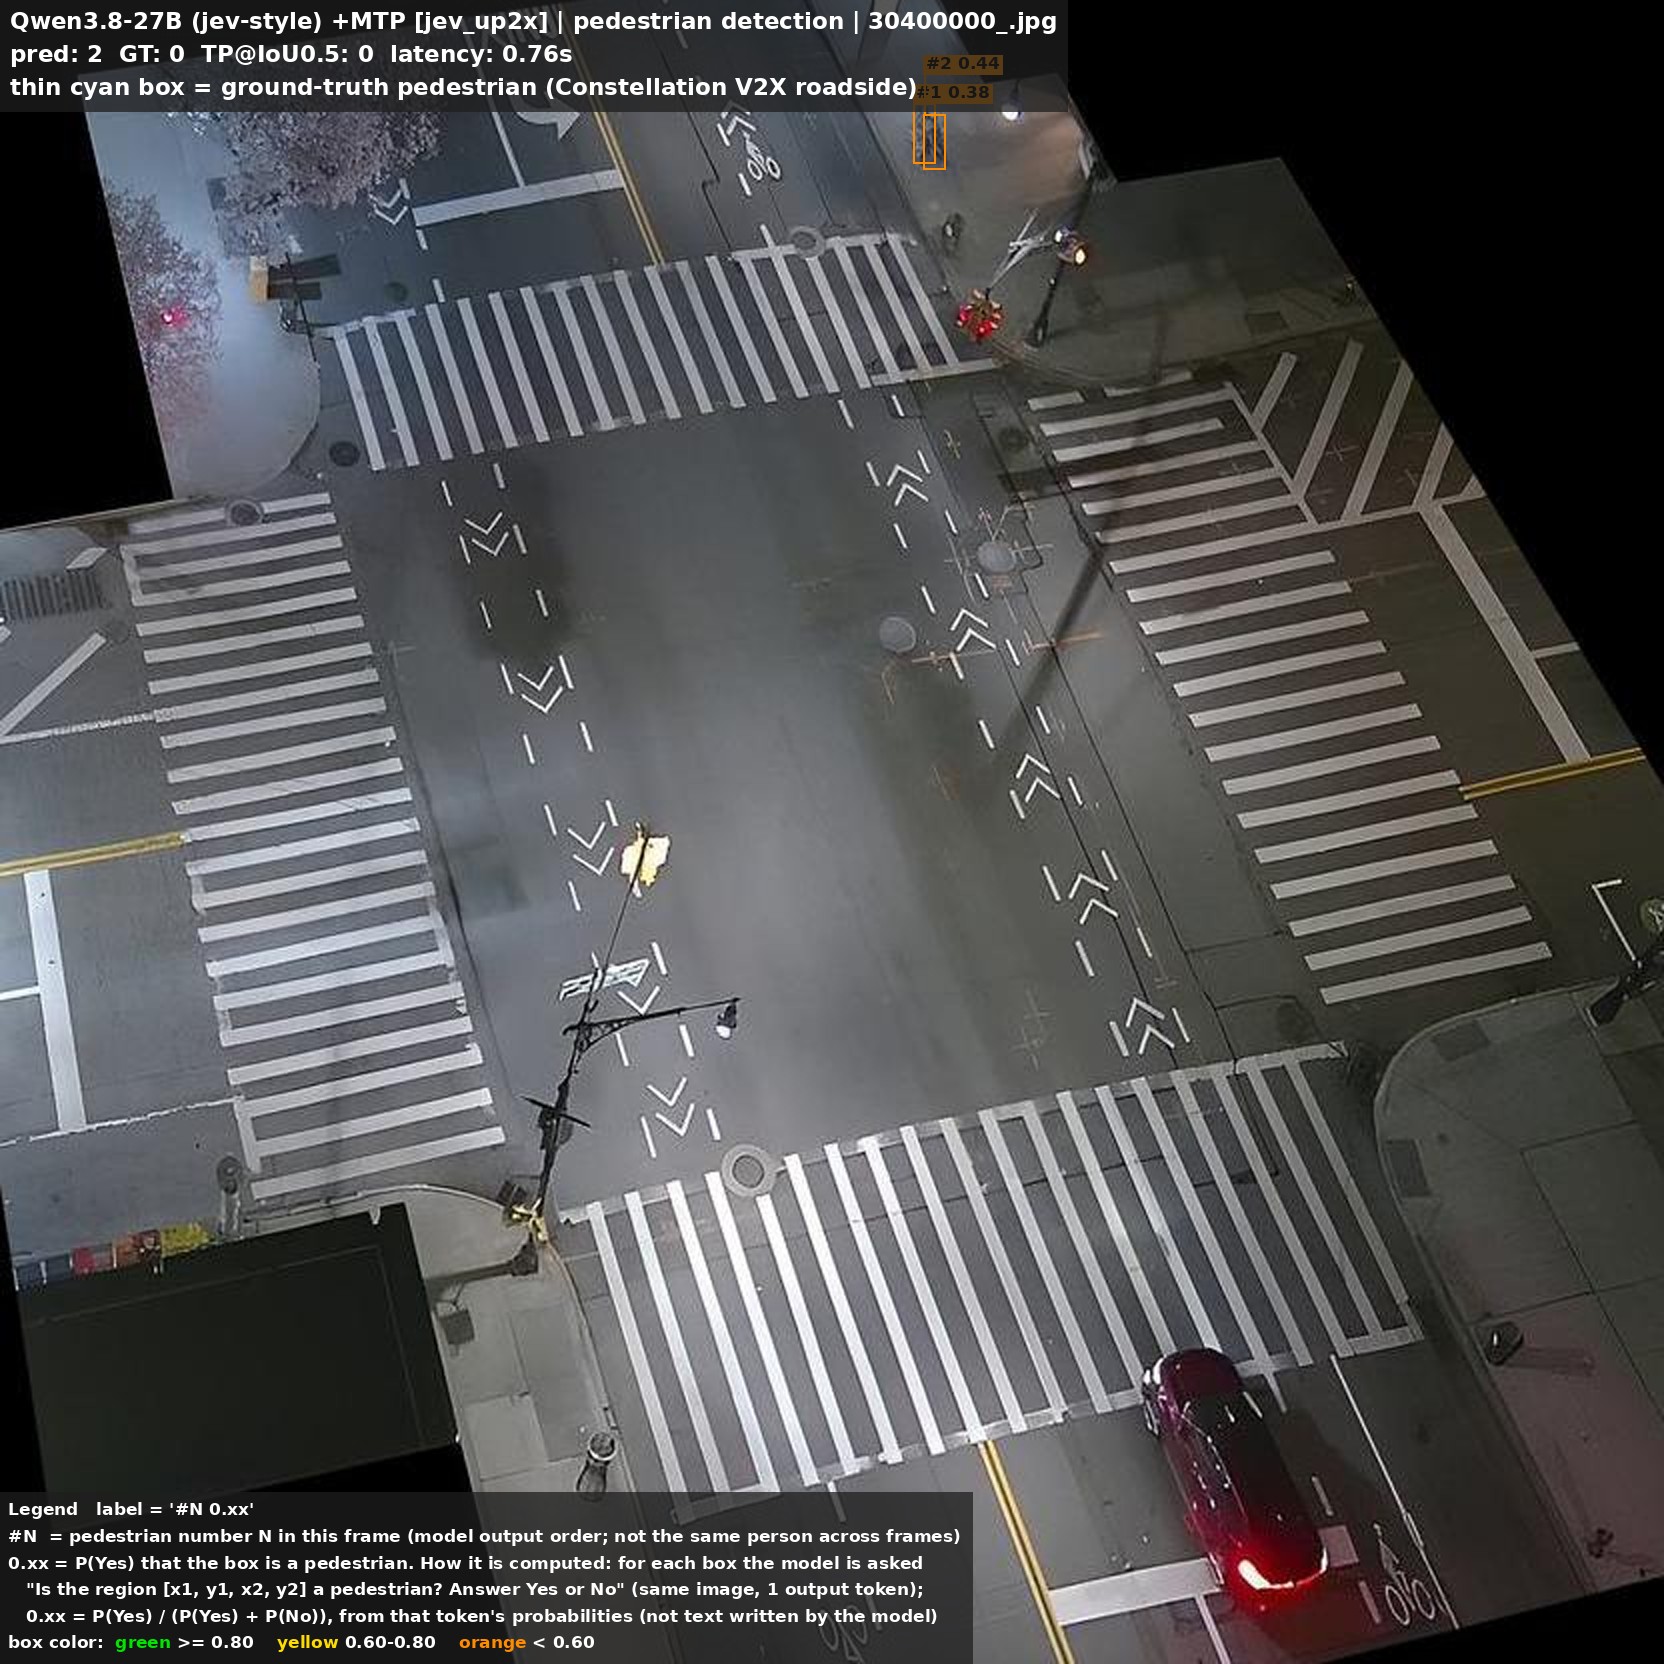 Qwen3.8-27B (jev-style) +MTP [jev_up2x] | pedestrian detection | 30400000_.jpg
pred: 2  GT: 0  TP@IoU0.5: 0  latency: 0.76s
thin cyan box = ground-truth pedestrian (Constellation V2X roadside)
#2 0.44
#1 0.38
Legend   label = '#N 0.xx'
#N  = pedestrian number N in this frame (model output order; not the same person across frames)
0.xx = P(Yes) that the box is a pedestrian. How it is computed: for each box the model is asked
"Is the region [x1, y1, x2, y2] a pedestrian? Answer Yes or No" (same image, 1 output token);
0.xx = P(Yes) / (P(Yes) + P(No)), from that token's probabilities (not text written by the model)
box color:  green >= 0.80    yellow 0.60-0.80    orange < 0.60